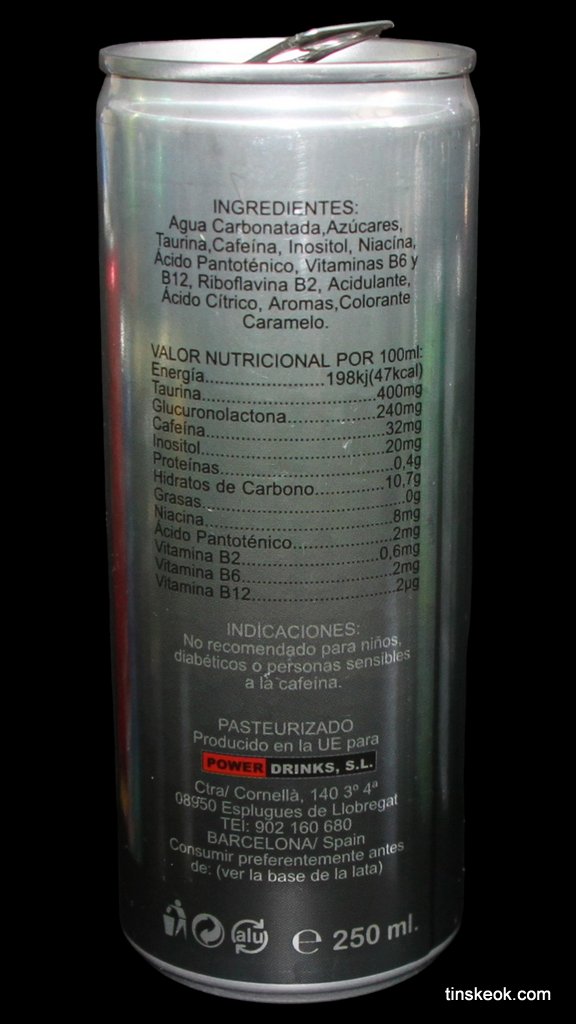 INGREDIENTES:
Agua Carbonatada,Azúcares,
Taurina,Cafeína, Inositol, Niacina,
Ácido Pantoténico, Vitaminas B6 y
B12, Riboflavina B2, Acidulante,
Ácido Cítrico, Aromas,Colorante
Caramelo.
VALOR NUTRICIONAL POR 100ml:
Energía........................198kj(47kcal)
Taurina...................................400mg
Glucuronolactona..................240mg
Cafeína....................................32mg
Inositol.....................................20mg
Proteínas..................................0,4g
Hidratos de Carbono..............10,7g
Grasas.........................................0g
Niacina.......................................8mg
Ácido Pantoténico....................2mg
Vitamina B2...........................0,6mg
Vitamina B6..............................2mg
Vitamina B12.............................2µg
INDICACIONES:
No recomendado para niños,
diabéticos o personas sensibles
a la cafeína.
PASTEURIZADO
Producido en la UE para
POWER DRINKS, S.L.
Ctra/ Cornellà, 140 3º 4ª
08950 Esplugues de Llobregat
TEl: 902 160 680
BARCELONA/ Spain
Consumir preferentemente antes
de: (ver la base de la lata)
alu ℮ 250 ml.
tinskeok.com